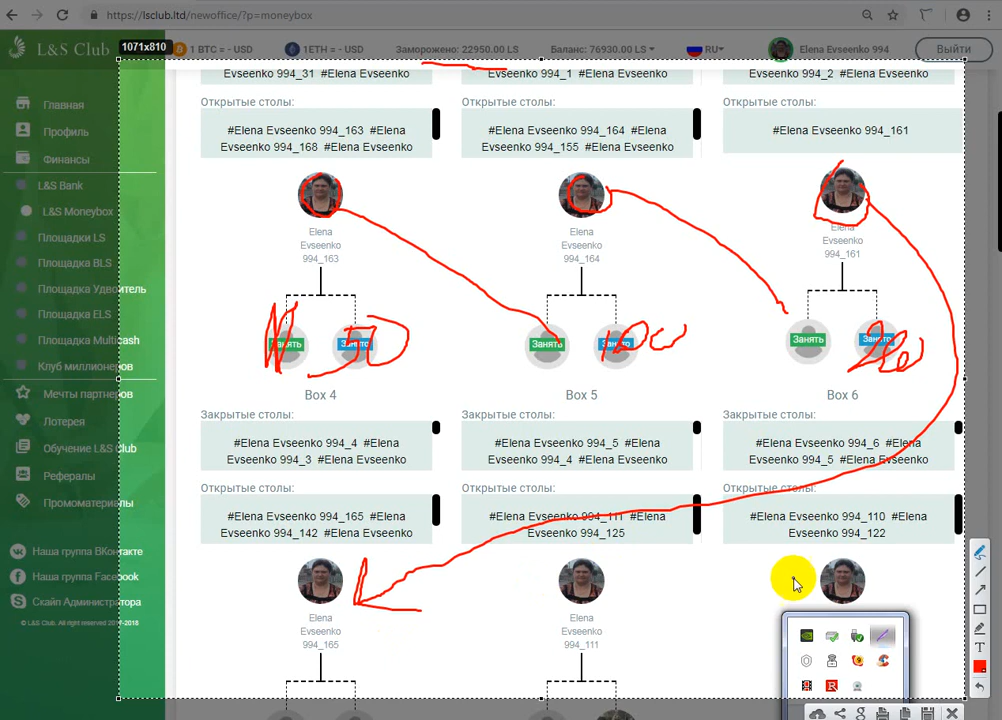 https://lsclub.ltd/newoffice/?p=moneybox
L&S Club
1071x810
1 BTC = - USD
1ETH = - USD
Заморожено: 22950.00 LS
Баланс: 76930.00 LS
RU
Elena Evseenko 994
Выйти
Главная
Профиль
Финансы
L&S Bank
L&S Moneybox
Площадки LS
Площадка BLS
Площадка Удвоитель
Площадка ELS
Площадка Multicash
Клуб миллионеров
Мечты партнеров
Лотерея
Обучение L&S Club
Рефералы
Промоматериалы
Наша группа ВКонтакте
Наша группа Facebook
Скайп Администратора
© L&S Club. All right reserved 2017-2018
Evseenko 994_31 #Elena Evseenko
Evseenko 994_1 #Elena Evseenko
Evseenko 994_2 #Elena Evseenko
Открытые столы:
#Elena Evseenko 994_163 #Elena
Evseenko 994_168 #Elena Evseenko
Открытые столы:
#Elena Evseenko 994_164 #Elena
Evseenko 994_155 #Elena Evseenko
Открытые столы:
#Elena Evseenko 994_161
Elena
Evseenko
994_163
Elena
Evseenko
994_164
Elena
Evseenko
994_161
Занять
Занято
50
Занять
100
Занять
Занято
Box 4
Box 5
Box 6
Закрытые столы:
#Elena Evseenko 994_4 #Elena
Evseenko 994_3 #Elena Evseenko
Закрытые столы:
#Elena Evseenko 994_5 #Elena
Evseenko 994_4 #Elena Evseenko
Закрытые столы:
#Elena Evseenko 994_6 #Elena
Evseenko 994_5 #Elena Evseenko
Открытые столы:
#Elena Evseenko 994_165 #Elena
Evseenko 994_142 #Elena Evseenko
Открытые столы:
#Elena Evseenko 994_111 #Elena
Evseenko 994_125
Открытые столы:
#Elena Evseenko 994_110 #Elena
Evseenko 994_122
Elena
Evseenko
994_165
Elena
Evseenko
994_111